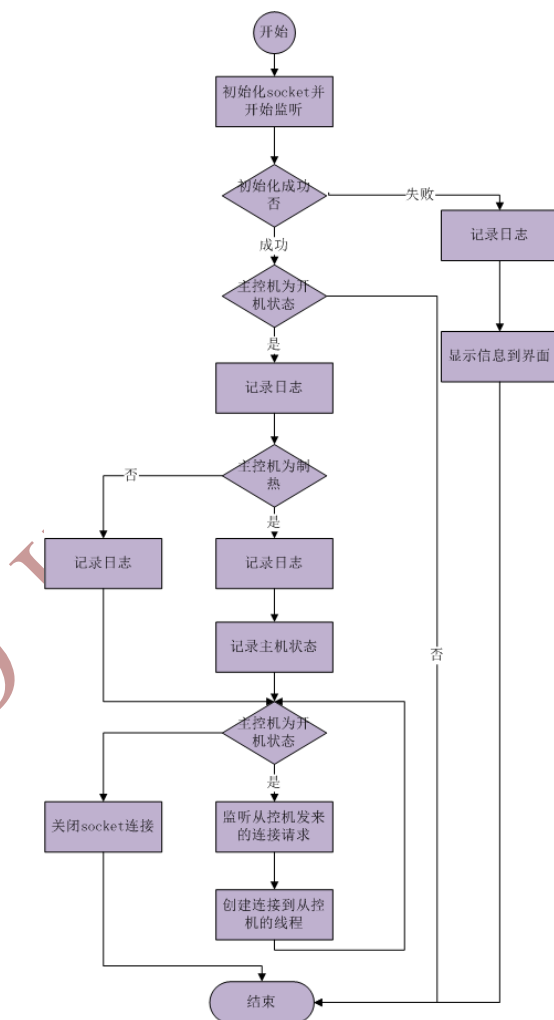 开始
初始化socket并
开始监听
初始化成功
否
失败
记录日志
成功
主控机为开
机状态
是
显示信息到界面
记录日志
主控机为制
热
否
是
记录日志
记录日志
记录主机状态
否
主控机为开
机状态
是
关闭socket连接
监听从控机发来
的连接请求
创建连接到从控
机的线程
结束